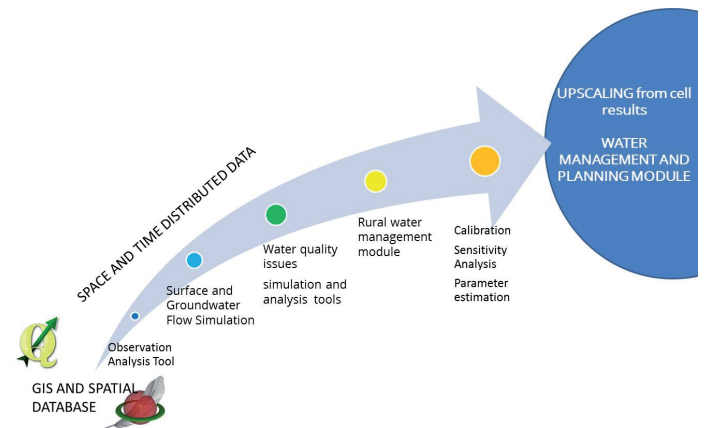 UPSCALING from cell
results
WATER
MANAGEMENT AND
PLANNING MODULE
SPACE AND TIME DISTRIBUTED DATA
Calibration
Sensitivity
Analysis
Parameter
estimation
Rural water
management
module
Water quality
issues
simulation and
analysis tools
Surface and
Groundwater
Flow Simulation
Observation
Analysis Tool
GIS AND SPATIAL
DATABASE